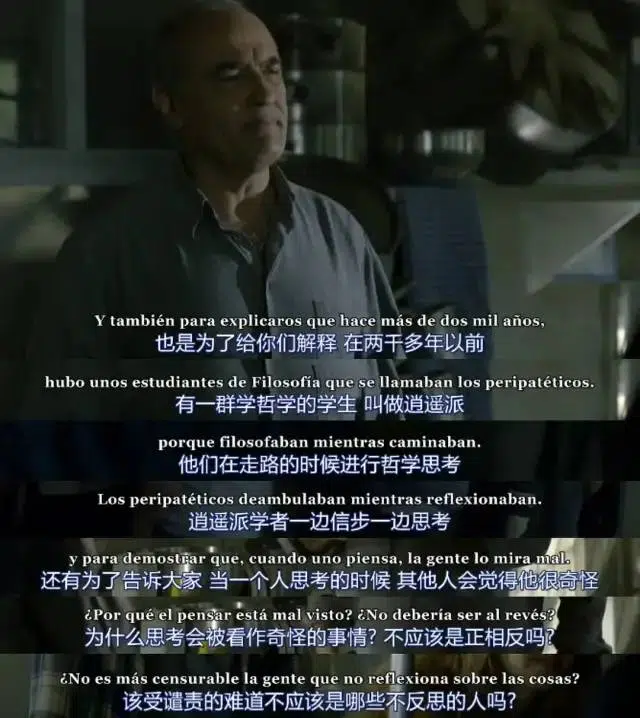 Y también para explicaros que hace más de dos mil años,
也是为了给你们解释 在两千多年以前
hubo unos estudiantes de Filosofía que se llamaban los peripatéticos.
有一群学哲学的学生 叫做逍遥派
porque filosofaban mientras caminaban.
他们在走路的时候进行哲学思考
Los peripatéticos deambulaban mientras reflexionaban.
逍遥派学者一边信步一边思考
y para demostrar que, cuando uno piensa, la gente lo mira mal.
还有为了告诉大家 当一个人思考的时候 其他人会觉得他很奇怪
¿Por qué el pensar está mal visto? ¿No debería ser al revés?
为什么思考会被看作奇怪的事情? 不应该是正相反吗?
¿No es más censurable la gente que no reflexiona sobre las cosas?
该受谴责的难道不应该是哪些不反思的人吗?